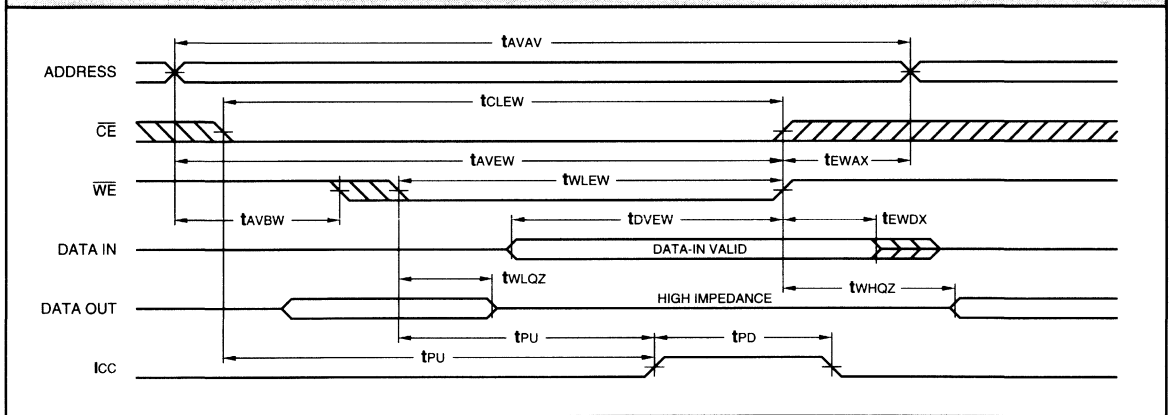 tAVAV
ADDRESS
tCLEW
CE
tAVEW
tEWAX
WE
tWLEW
tAVBW
tDVEW
tEWDX
DATA IN
DATA-IN VALID
tWLQZ
tWHQZ
DATA OUT
HIGH IMPEDANCE
tPU
tPD
tPU
ICC